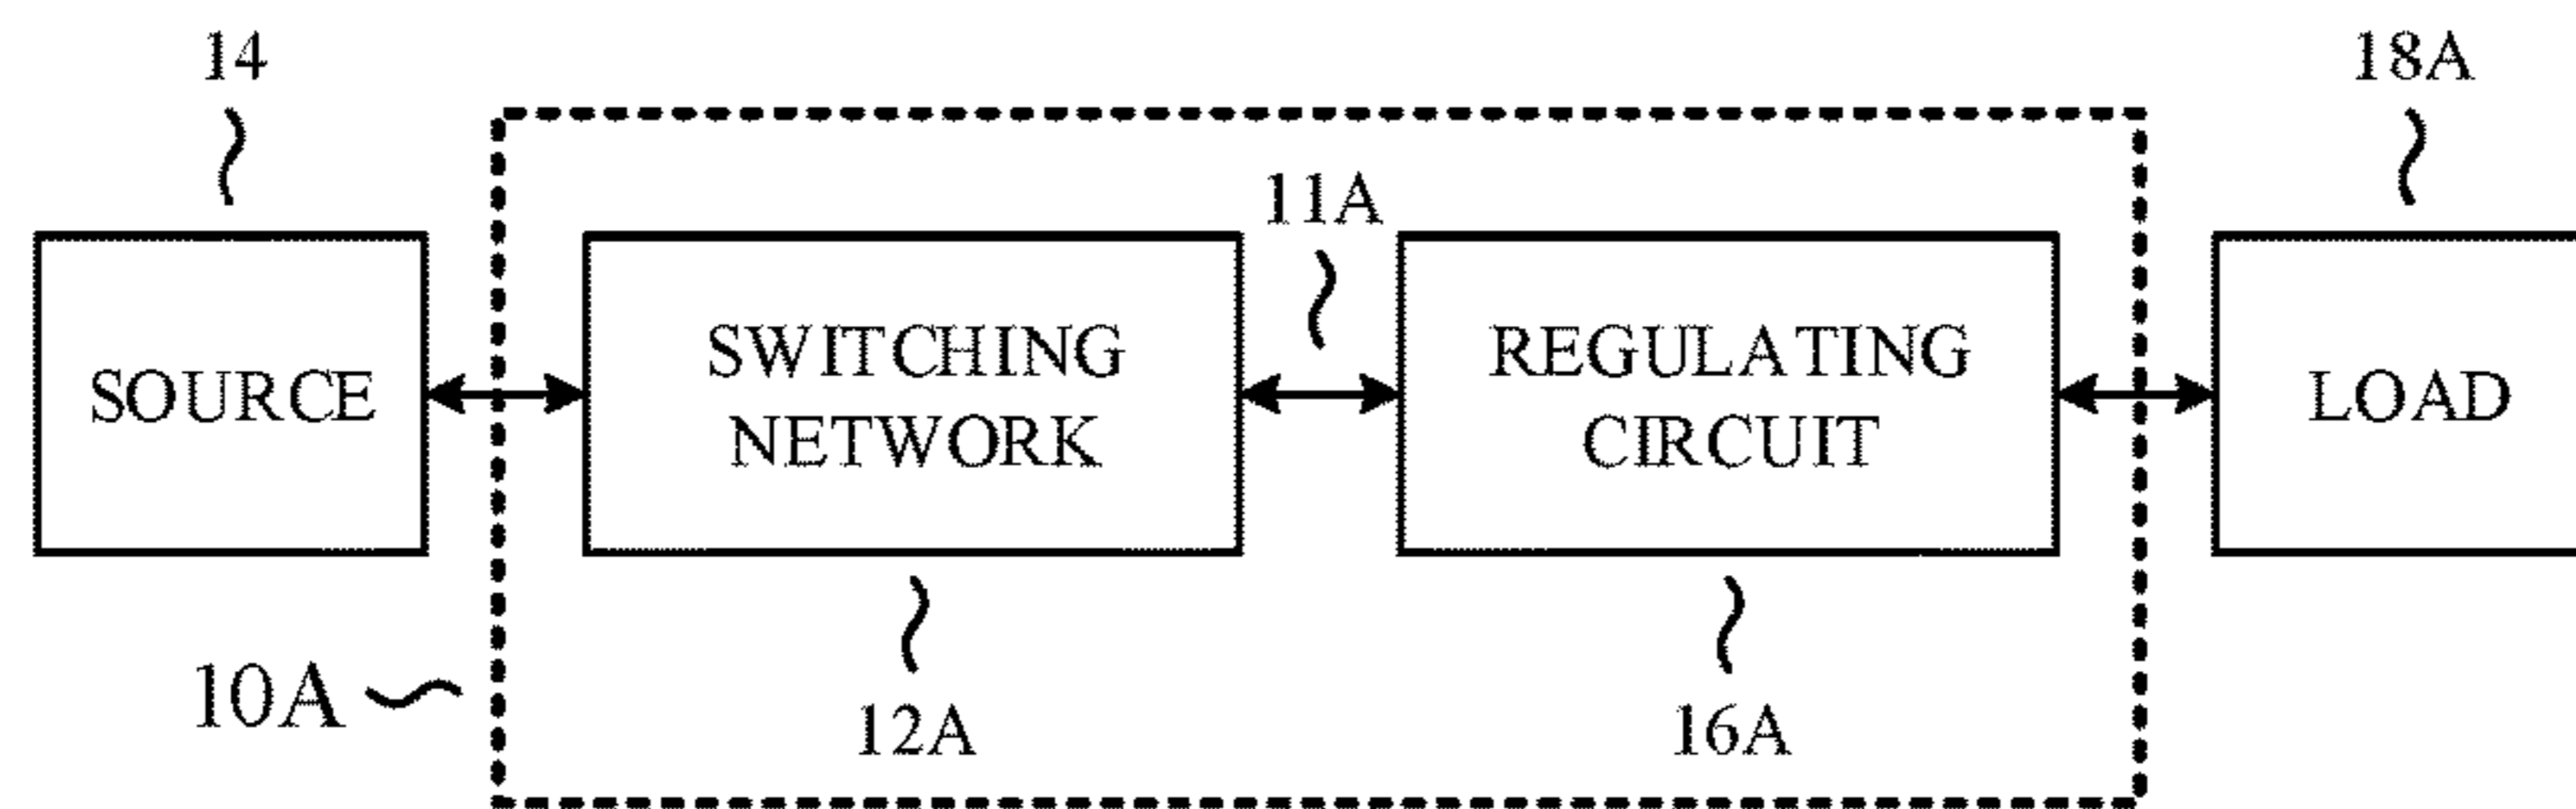 14
18A
11A
SOURCE
SWITCHING
NETWORK
REGULATING
CIRCUIT
LOAD
10A
12A
16A